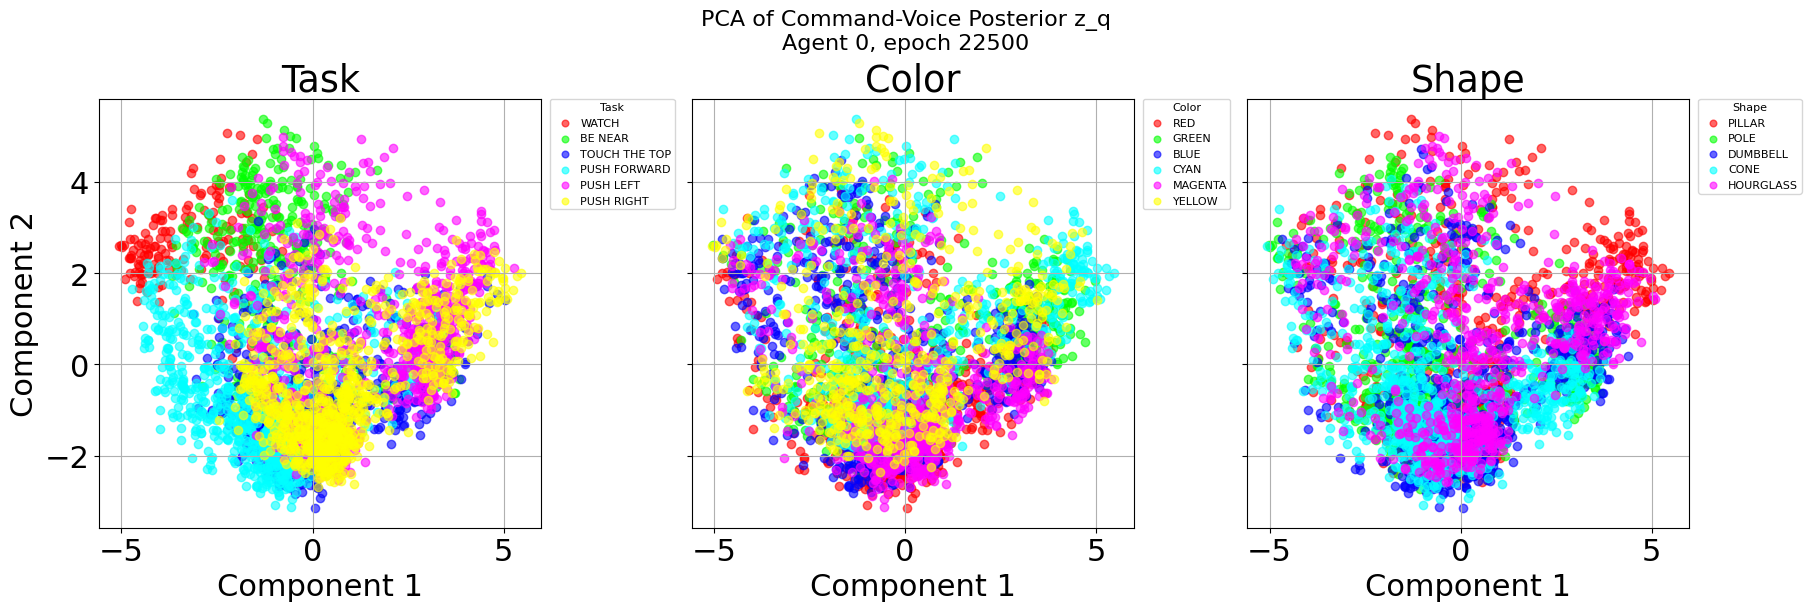 PCA of Command-Voice Posterior z_q
Agent 0, epoch 22500
Task
Component 2
4
2
0
−2
−5 0 5
Component 1
Task
WATCH
BE NEAR
TOUCH THE TOP
PUSH FORWARD
PUSH LEFT
PUSH RIGHT
Color
−5 0 5
Component 1
Color
RED
GREEN
BLUE
CYAN
MAGENTA
YELLOW
Shape
−5 0 5
Component 1
Shape
PILLAR
POLE
DUMBBELL
CONE
HOURGLASS